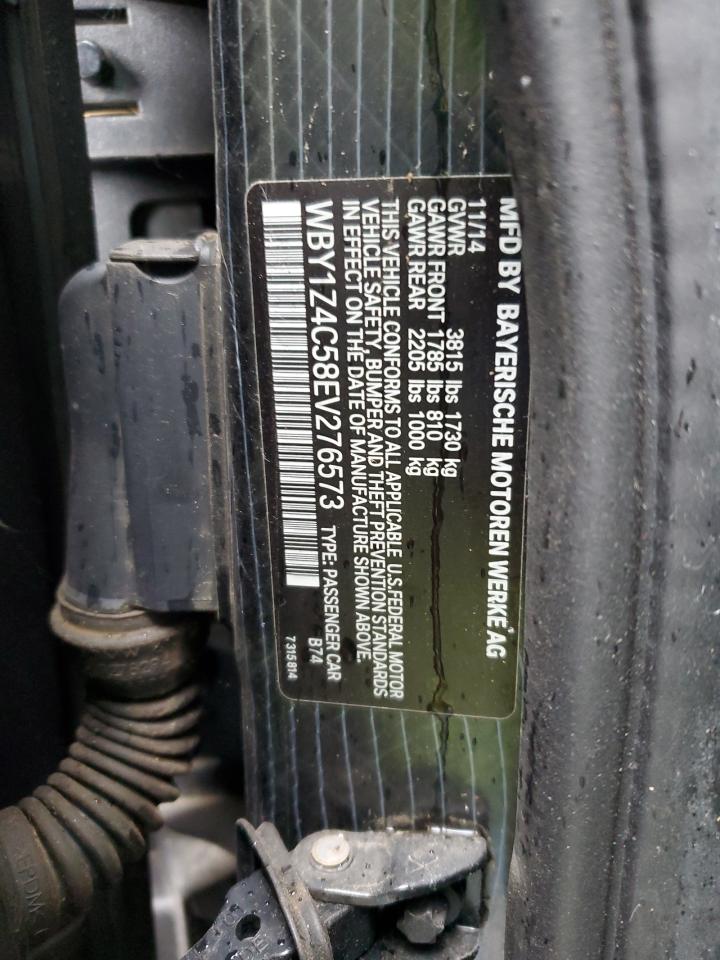 MFD BY BAYERISCHE MOTOREN WERKE AG
11/14
GVWR 3815 lbs 1730 kg
GAWR FRONT 1785 lbs 810 kg
GAWR REAR 2205 lbs 1000 kg
THIS VEHICLE CONFORMS TO ALL APPLICABLE U.S.FEDERAL MOTOR
VEHICLE SAFETY, BUMPER AND THEFT PREVENTION STANDARDS
IN EFFECT ON THE DATE OF MANUFACTURE SHOWN ABOVE.
WBY1Z4C58EV276573 TYPE: PASSENGER CAR
B74
7315814
EPDM